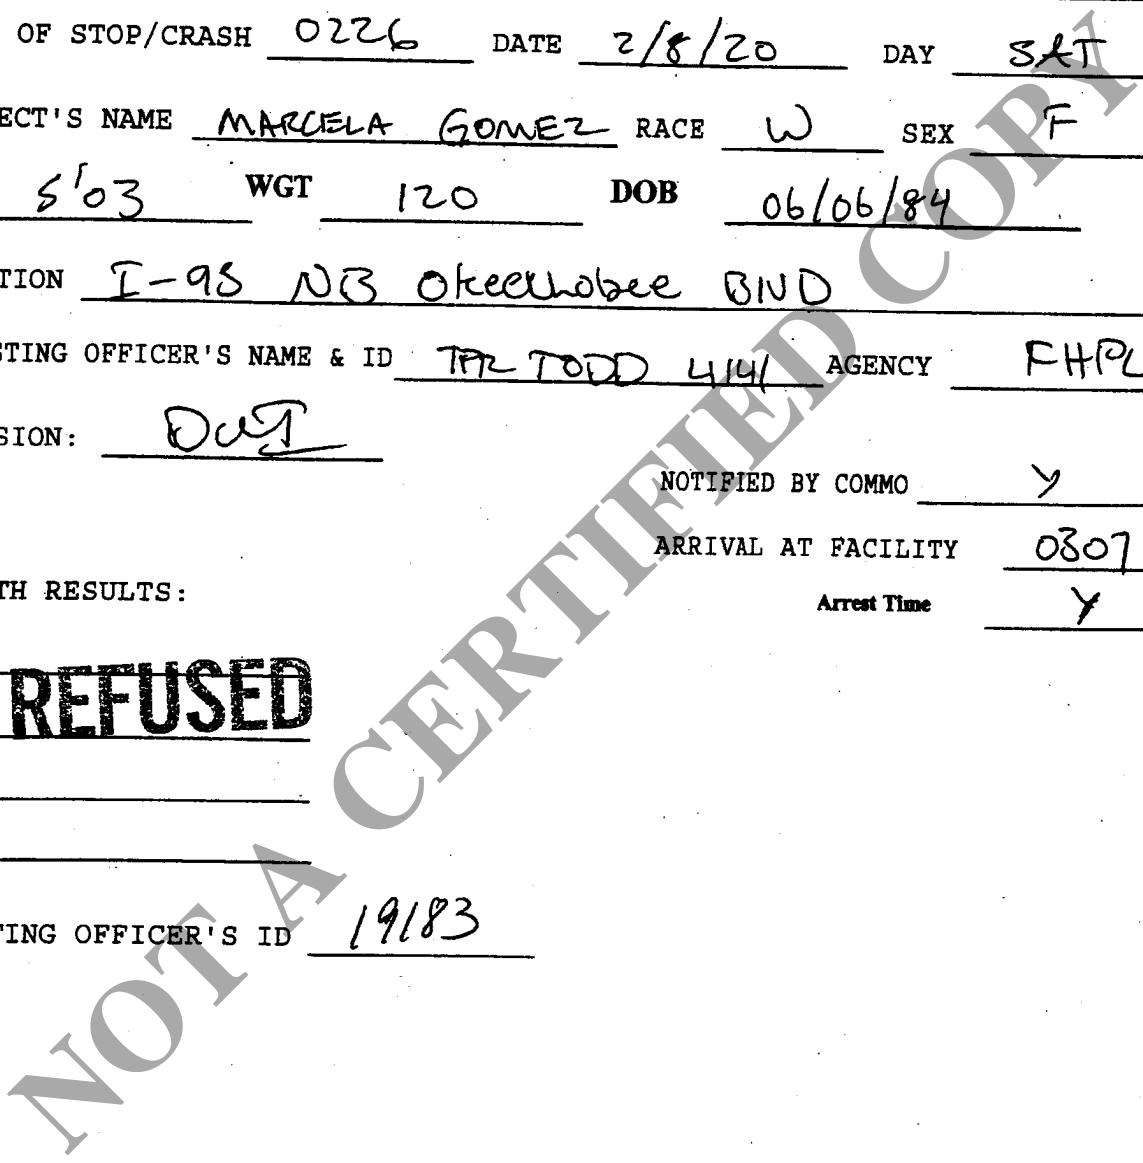 OF STOP/CRASH 0226 DATE 2/8/20 DAY SAT
ECT'S NAME MARCELA GOMEZ RACE W SEX F
5'03 WGT 120 DOB 06/06/84
TION I-95 NB Okeechobee BND
STING OFFICER'S NAME & ID TPR TODD 4141 AGENCY FHPL
SION: DUI
NOTIFIED BY COMMO Y
ARRIVAL AT FACILITY 0307
TH RESULTS:
Arrest Time Y
REFUSED
TING OFFICER'S ID 19183
NOT A CERTIFIED COPY